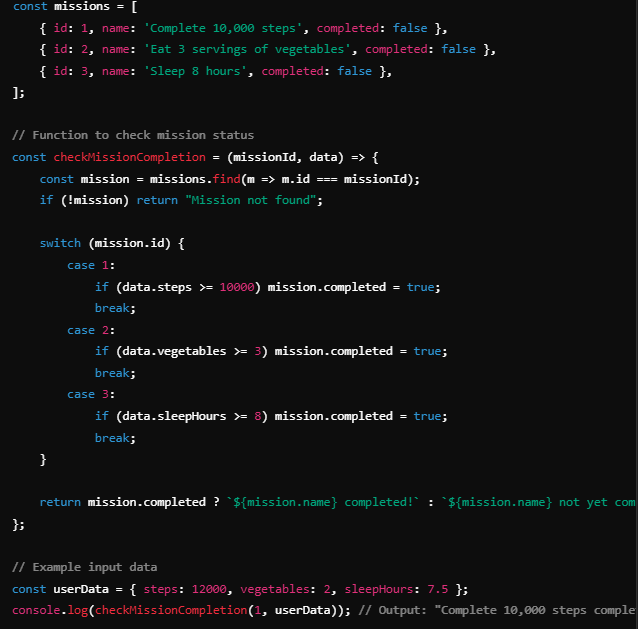 const missions = [
    { id: 1, name: 'Complete 10,000 steps', completed: false },
    { id: 2, name: 'Eat 3 servings of vegetables', completed: false },
    { id: 3, name: 'Sleep 8 hours', completed: false },
];

// Function to check mission status
const checkMissionCompletion = (missionId, data) => {
    const mission = missions.find(m => m.id === missionId);
    if (!mission) return "Mission not found";

    switch (mission.id) {
        case 1:
            if (data.steps >= 10000) mission.completed = true;
            break;
        case 2:
            if (data.vegetables >= 3) mission.completed = true;
            break;
        case 3:
            if (data.sleepHours >= 8) mission.completed = true;
            break;
    }

    return mission.completed ? `${mission.name} completed!` : `${mission.name} not yet com
};

// Example input data
const userData = { steps: 12000, vegetables: 2, sleepHours: 7.5 };
console.log(checkMissionCompletion(1, userData)); // Output: "Complete 10,000 steps comple